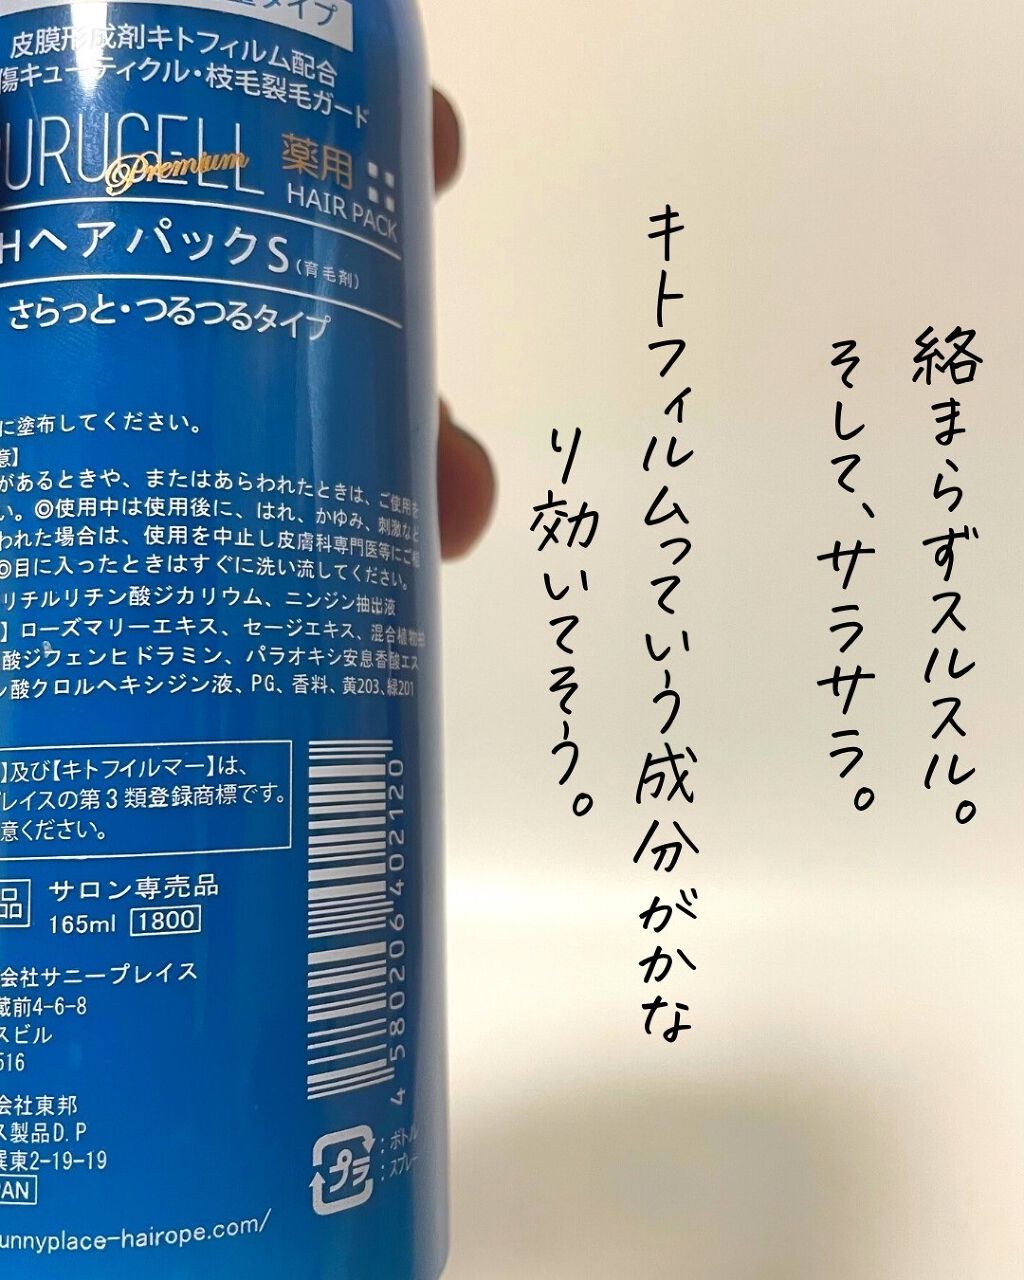 タイプ
皮膜形成剤キトフィルム配合
傷キューティクル・枝毛裂毛ガード
PURUCELL
Premium
薬用
HAIR PACK
HヘアパックS(育毛剤)
さらっと・つるつるタイプ
に塗布してください。
意】
があるときや、またはあらわれたときは、ご使用を
い。◎使用中は使用後に、はれ、かゆみ、刺激など
われた場合は、使用を中止し皮膚科専門医等にご相
◎目に入ったときはすぐに洗い流してください。
リチルリチン酸ジカリウム、ニンジン抽出液
】ローズマリーエキス、セージエキス、混合植物抽
酸ジフェンヒドラミン、パラオキシ安息香酸エス
ン酸クロルヘキシジン液、PG、香料、黄203、緑201
】及び【キトフイルマー】は、
プレイスの第3類登録商標です。
意ください。
品
サロン専売品
165ml 1800
会社サニープレイス
蔵前4-6-8
スビル
516
会社東邦
ス製品D.P
巽東2-19-19
PAN
unnyplace-hairope.com/
4580206402120
プラ
:ボトル
:スプレー
絡まらずスルスル。
そして、サラサラ。
キトフィルムっていう成分がかな
り効いてそう。